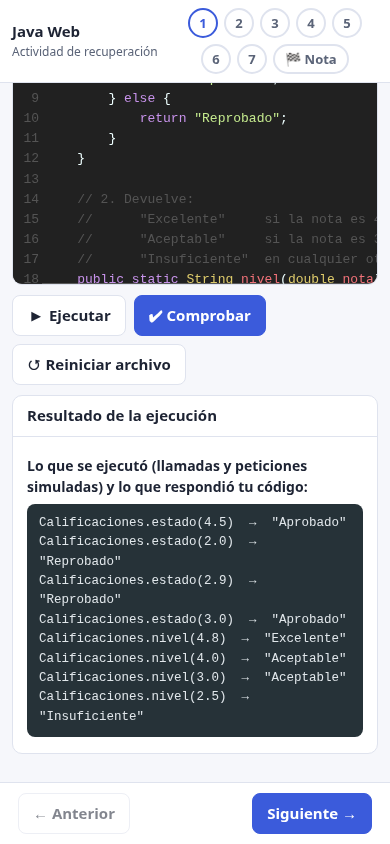 Java Web
Actividad de recuperación
1 2 3 4 5
6 7 🏁 Nota
9 } else {
10 return "Reprobado";
11 }
12 }
13
14 // 2. Devuelve:
15 // "Excelente" si la nota es
16 // "Aceptable" si la nota es
17 // "Insuficiente" en cualquier
18 public static String nivel(double nota
► Ejecutar
✔ Comprobar
↺ Reiniciar archivo
Resultado de la ejecución
Lo que se ejecutó (llamadas y peticiones
simuladas) y lo que respondió tu código:
Calificaciones.estado(4.5) → "Aprobado"
Calificaciones.estado(2.0) →
"Reprobado"
Calificaciones.estado(2.9) →
"Reprobado"
Calificaciones.estado(3.0) → "Aprobado"
Calificaciones.nivel(4.8) → "Excelente"
Calificaciones.nivel(4.0) → "Aceptable"
Calificaciones.nivel(3.0) → "Aceptable"
Calificaciones.nivel(2.5) →
"Insuficiente"
← Anterior
Siguiente →